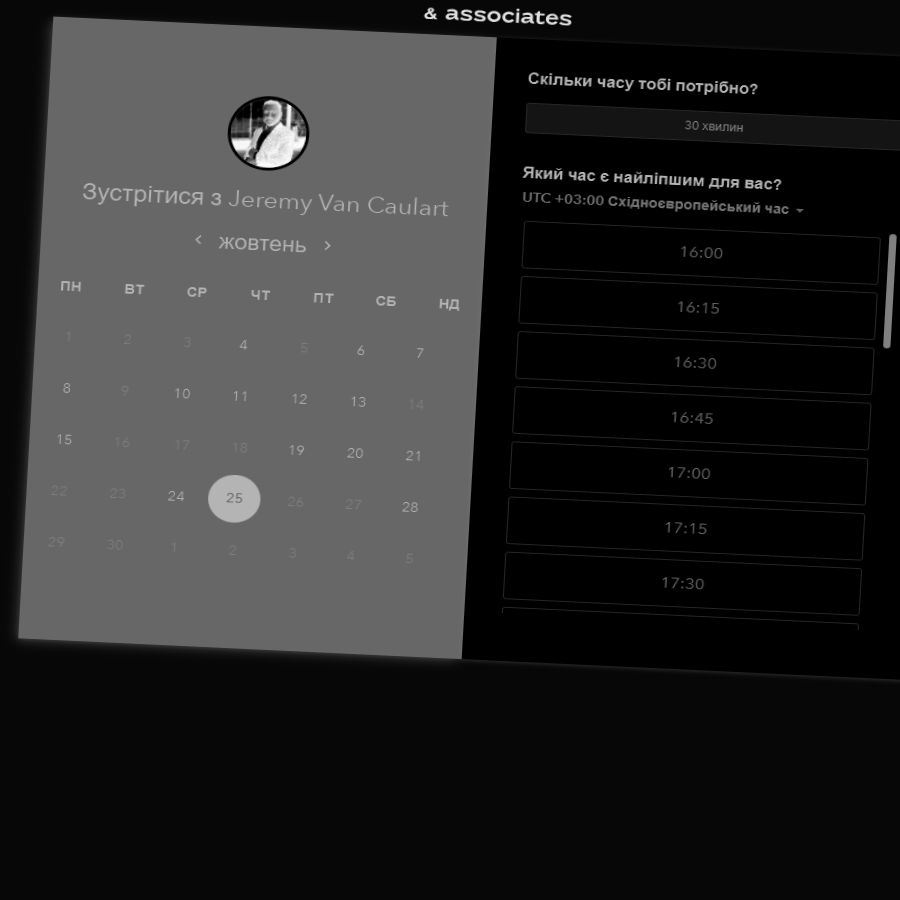 & associates
Зустрітися з Jeremy Van Caulart
жовтень
ПН ВТ СР ЧТ ПТ СБ НД
1 2 3 4 5 6 7
8 9 10 11 12 13 14
15 16 17 18 19 20 21
22 23 24 25 26 27 28
29 30 1 2 3 4 5
Скільки часу тобі потрібно?
30 хвилин
Який час є найліпшим для вас?
UTC +03:00 Східноєвропейський час
16:00
16:15
16:30
16:45
17:00
17:15
17:30